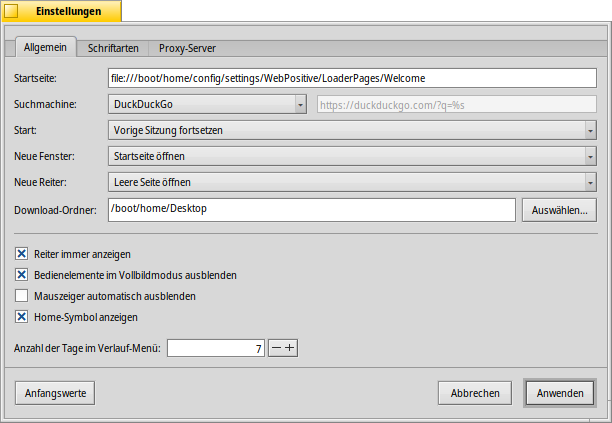 Einstellungen
Allgemein Schriftarten Proxy-Server
Startseite: file:///boot/home/config/settings/WebPositive/LoaderPages/Welcome
Suchmachine: DuckDuckGo https://duckduckgo.com/?q=%s
Start: Vorige Sitzung fortsetzen
Neue Fenster: Startseite öffnen
Neue Reiter: Leere Seite öffnen
Download-Ordner: /boot/home/Desktop Auswählen...
Reiter immer anzeigen
Bedienelemente im Vollbildmodus ausblenden
Mauszeiger automatisch ausblenden
Home-Symbol anzeigen
Anzahl der Tage im Verlauf-Menü: 7
Anfangswerte Abbrechen Anwenden